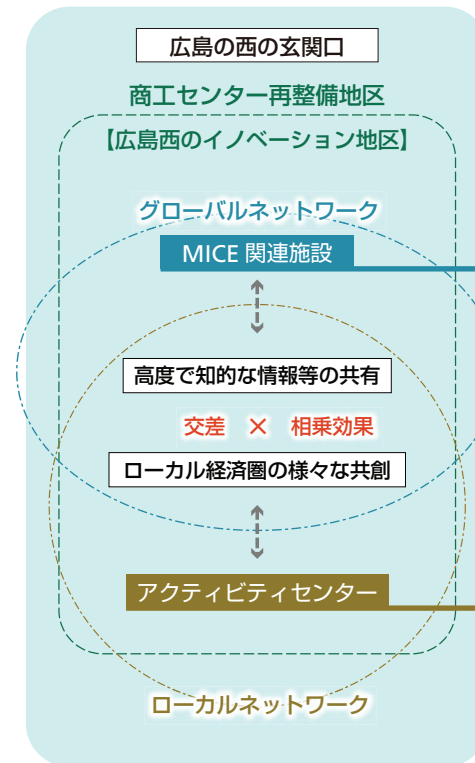 広島の西の玄関口
商工センター再整備地区
【広島西のイノベーション地区】
グローバルネットワーク
MICE 関連施設
高度で知的な情報等の共有
交差 × 相乗効果
ローカル経済圏の様々な共創
アクティビティセンター
ローカルネットワーク